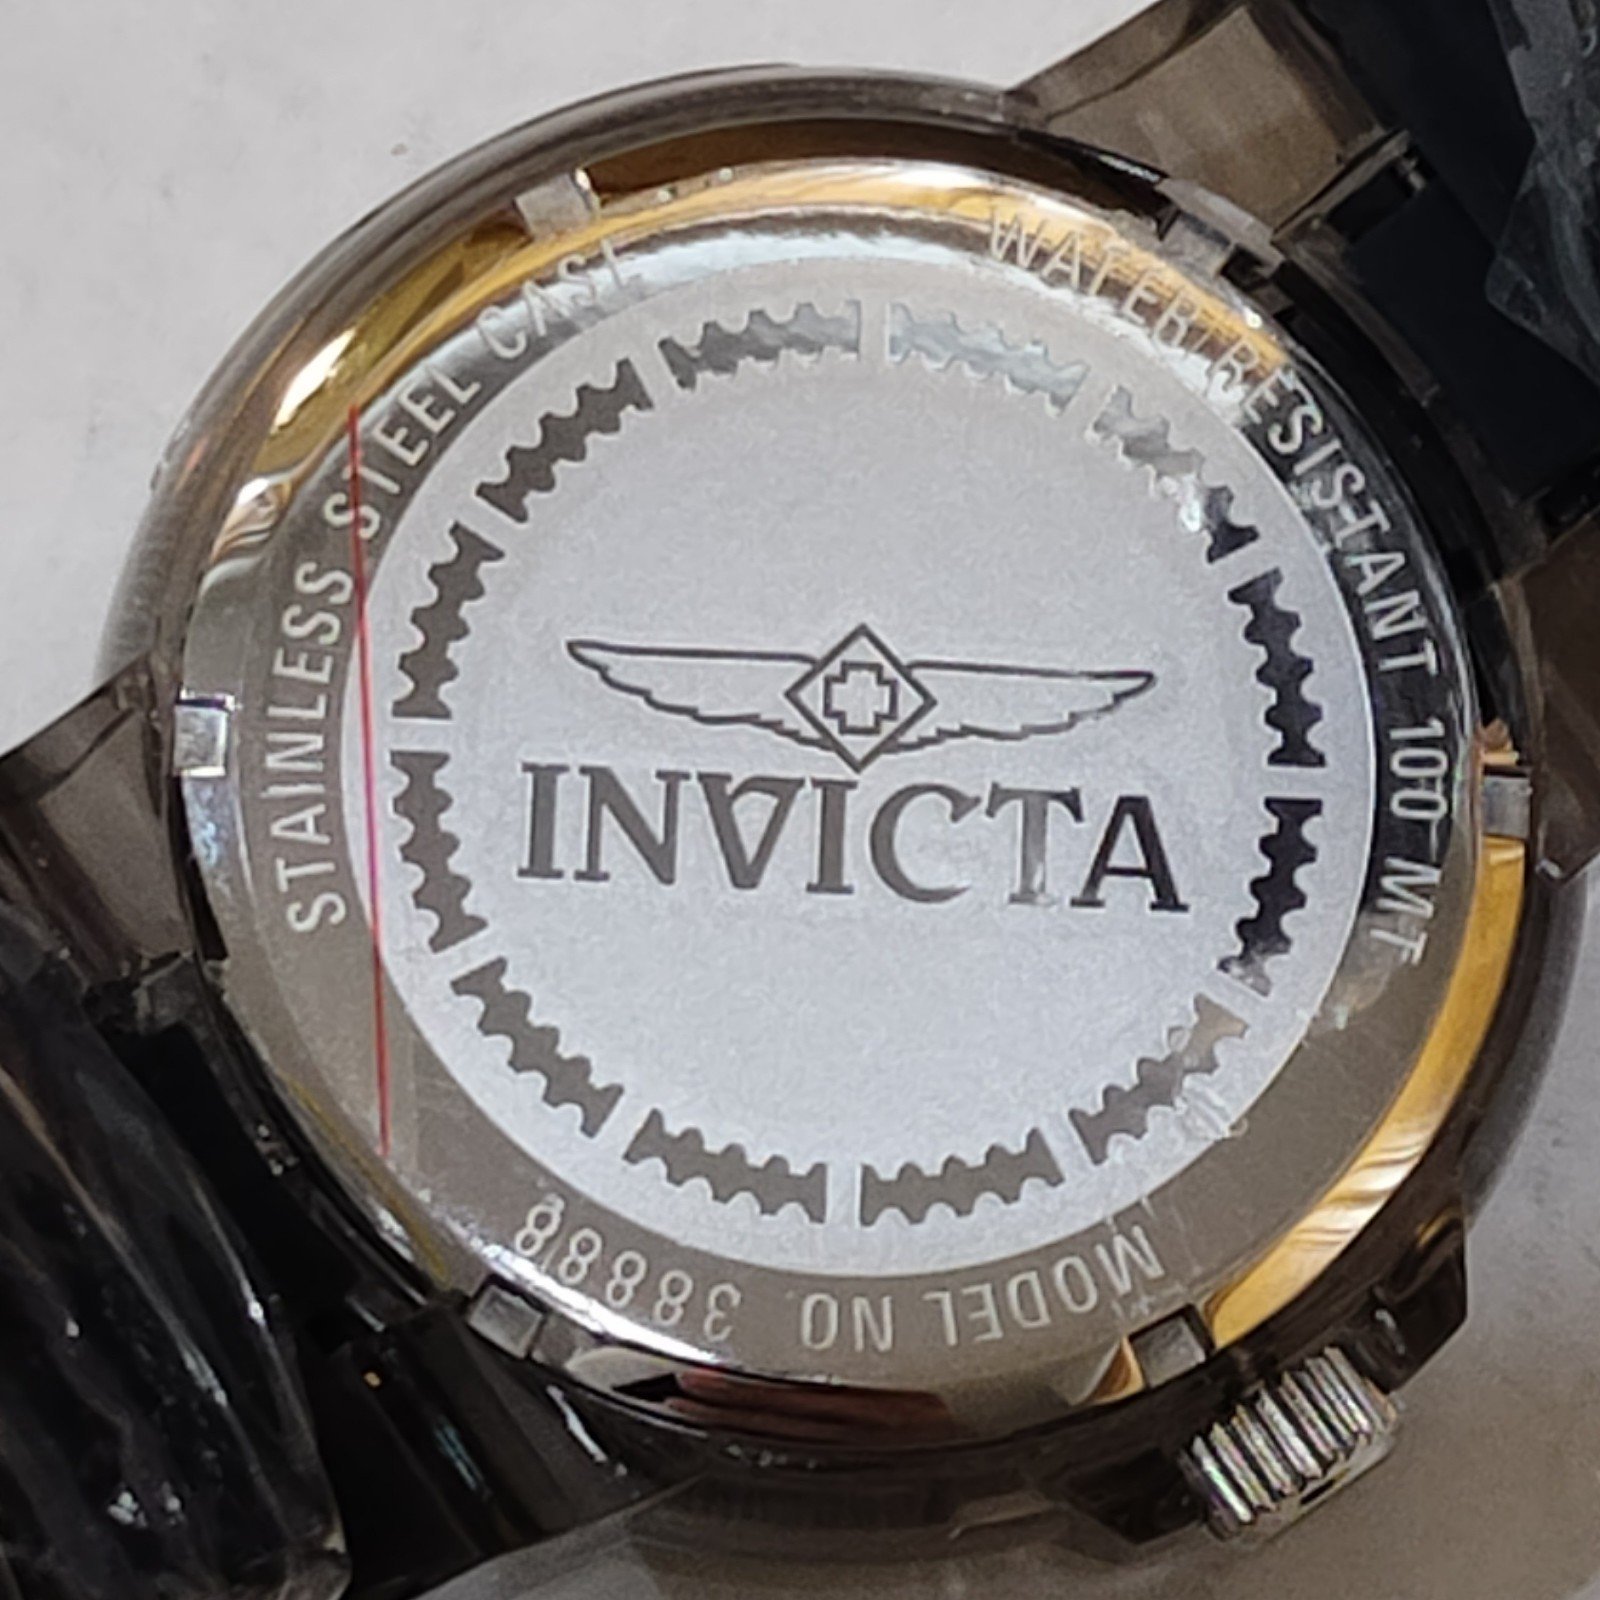 STAINLESS STEEL CASE
WATER RESISTANT 100 MT
INVICTA
MODEL NO. 38888